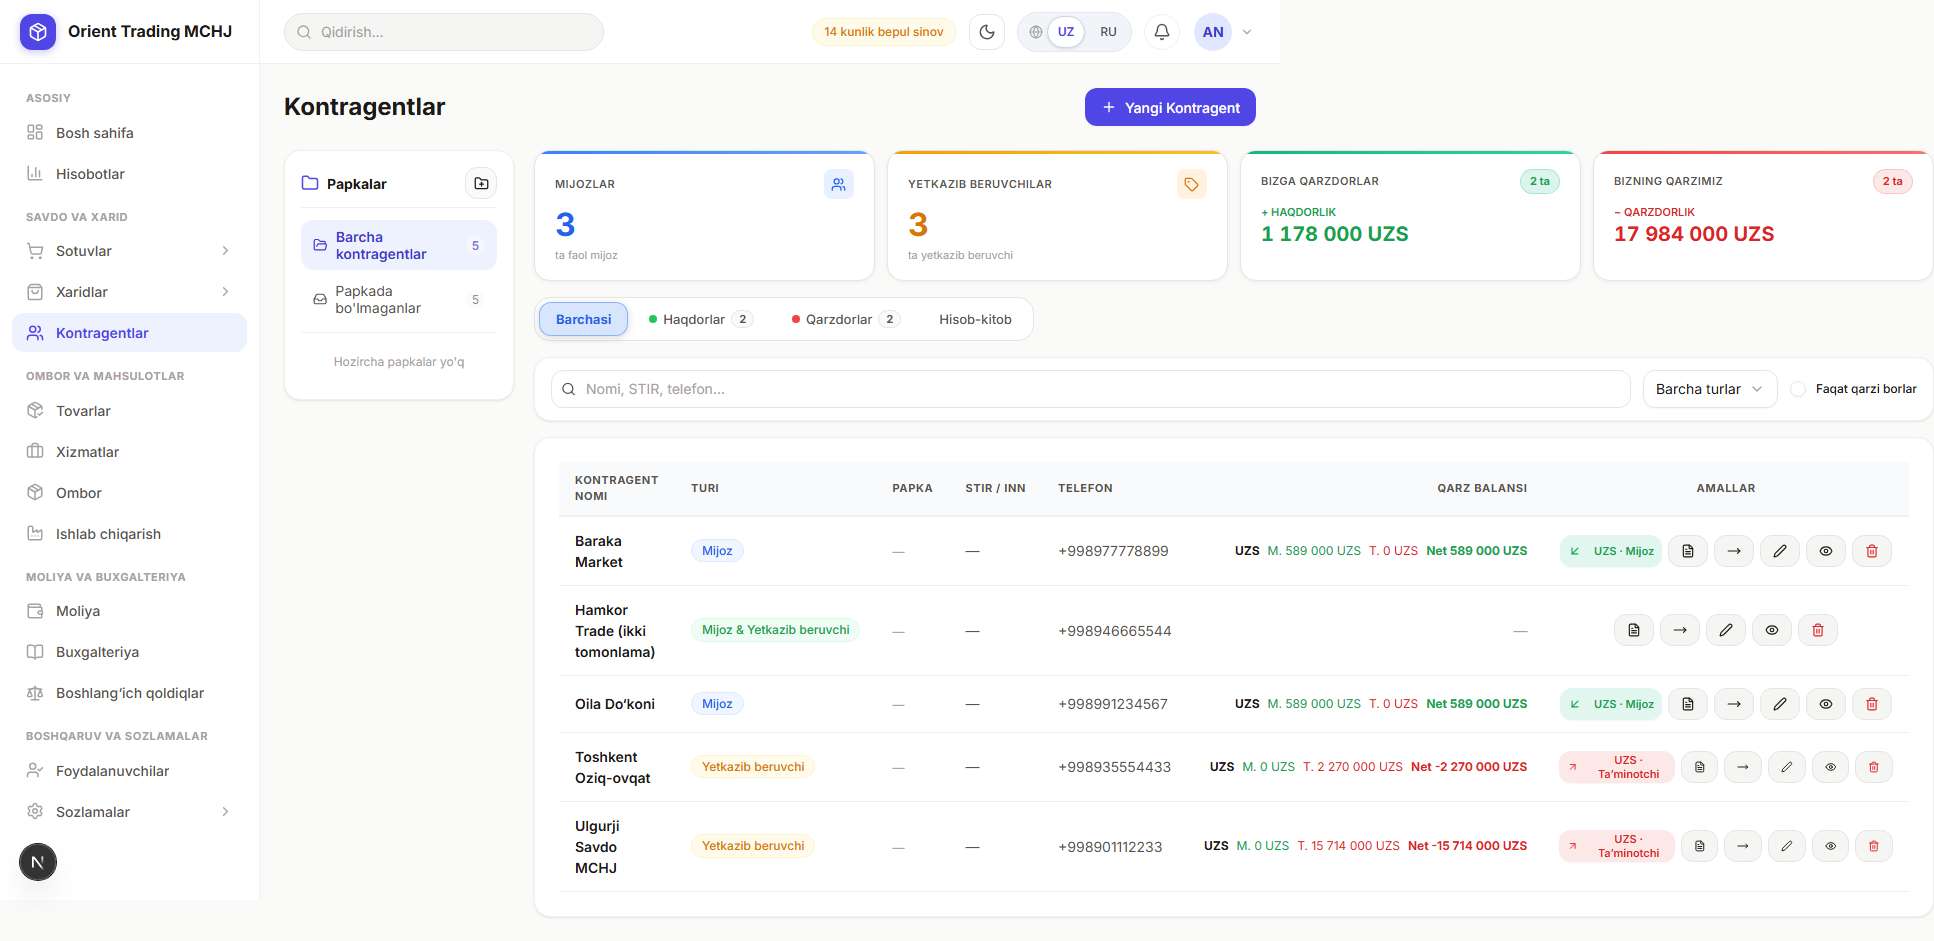 Orient Trading MCHJ
Qidirish...
14 kunlik bepul sinov
UZ
RU
AN
ASOSIY
Bosh sahifa
Hisobotlar
SAVDO VA XARID
Sotuvlar
Xaridlar
Kontragentlar
OMBOR VA MAHSULOTLAR
Tovarlar
Xizmatlar
Ombor
Ishlab chiqarish
MOLIYA VA BUXGALTERIYA
Moliya
Buxgalteriya
Boshlang‘ich qoldiqlar
BOSHQARUV VA SOZLAMALAR
Foydalanuvchilar
Sozlamalar
N
Kontragentlar
+ Yangi Kontragent
Papkalar
Barcha kontragentlar 5
Papkada bo'lmaganlar 5
Hozircha papkalar yo'q
MIJOZLAR
3
ta faol mijoz
YETKAZIB BERUVCHILAR
3
ta yetkazib beruvchi
BIZGA QARZDORLAR 2 ta
+ HAQDORLIK
1 178 000 UZS
BIZNING QARZIMIZ 2 ta
− QARZDORLIK
17 984 000 UZS
Barchasi Haqdorlar 2 Qarzdorlar 2 Hisob-kitob
Nomi, STIR, telefon... Barcha turlar Faqat qarzi borlar
KONTRAGENT NOMI TURI PAPKA STIR / INN TELEFON QARZ BALANSI AMALLAR
Baraka Market Mijoz — — +998977778899 UZS M. 589 000 UZS T. 0 UZS Net 589 000 UZS UZS · Mijoz
Hamkor Trade (ikki tomonlama) Mijoz & Yetkazib beruvchi — — +998946665544 —
Oila Do‘koni Mijoz — — +998991234567 UZS M. 589 000 UZS T. 0 UZS Net 589 000 UZS UZS · Mijoz
Toshkent Oziq-ovqat Yetkazib beruvchi — — +998935554433 UZS M. 0 UZS T. 2 270 000 UZS Net -2 270 000 UZS UZS · Ta’minotchi
Ulgurji Savdo MCHJ Yetkazib beruvchi — — +998901112233 UZS M. 0 UZS T. 15 714 000 UZS Net -15 714 000 UZS UZS · Ta’minotchi